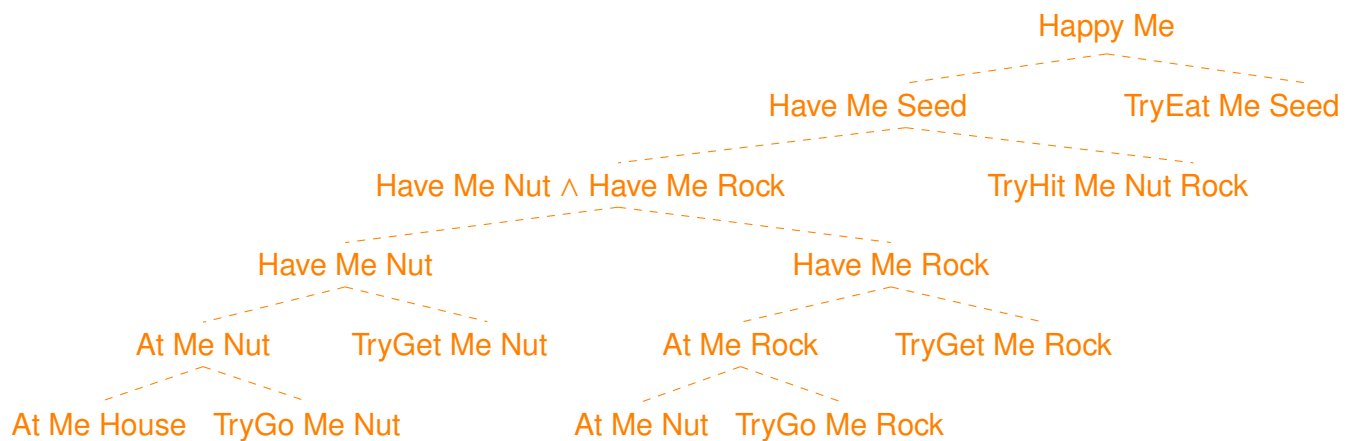 Happy Me
Have Me Seed TryEat Me Seed
Have Me Nut ∧ Have Me Rock TryHit Me Nut Rock
Have Me Nut Have Me Rock
At Me Nut TryGet Me Nut At Me Rock TryGet Me Rock
At Me House TryGo Me Nut At Me Nut TryGo Me Rock